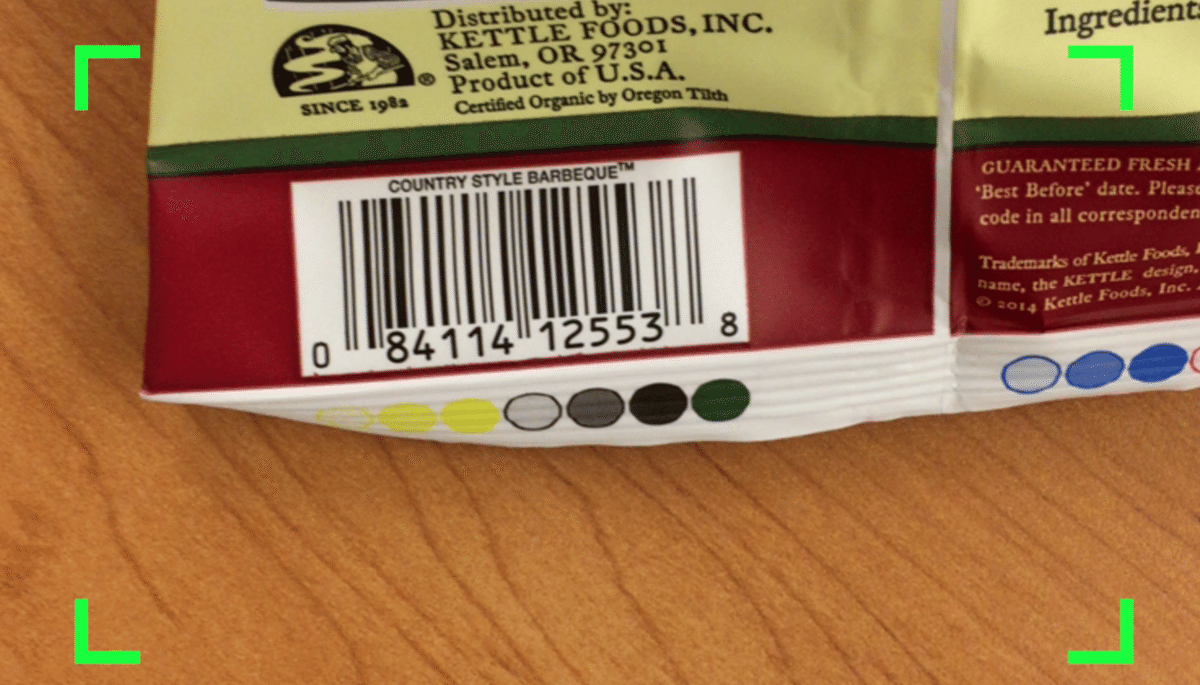 Distributed by:
KETTLE FOODS, INC.
Salem, OR 97301
Product of U.S.A.
Certified Organic by Oregon Tilth
®
SINCE 1982
COUNTRY STYLE BARBEQUE™
0 84114 12553 8
Ingredients
GUARANTEED FRESH
'Best Before' date. Please
code in all
Trademarks of Kettle Foods,
name, the KETTLE design,
© 2014 Kettle Foods, Inc.